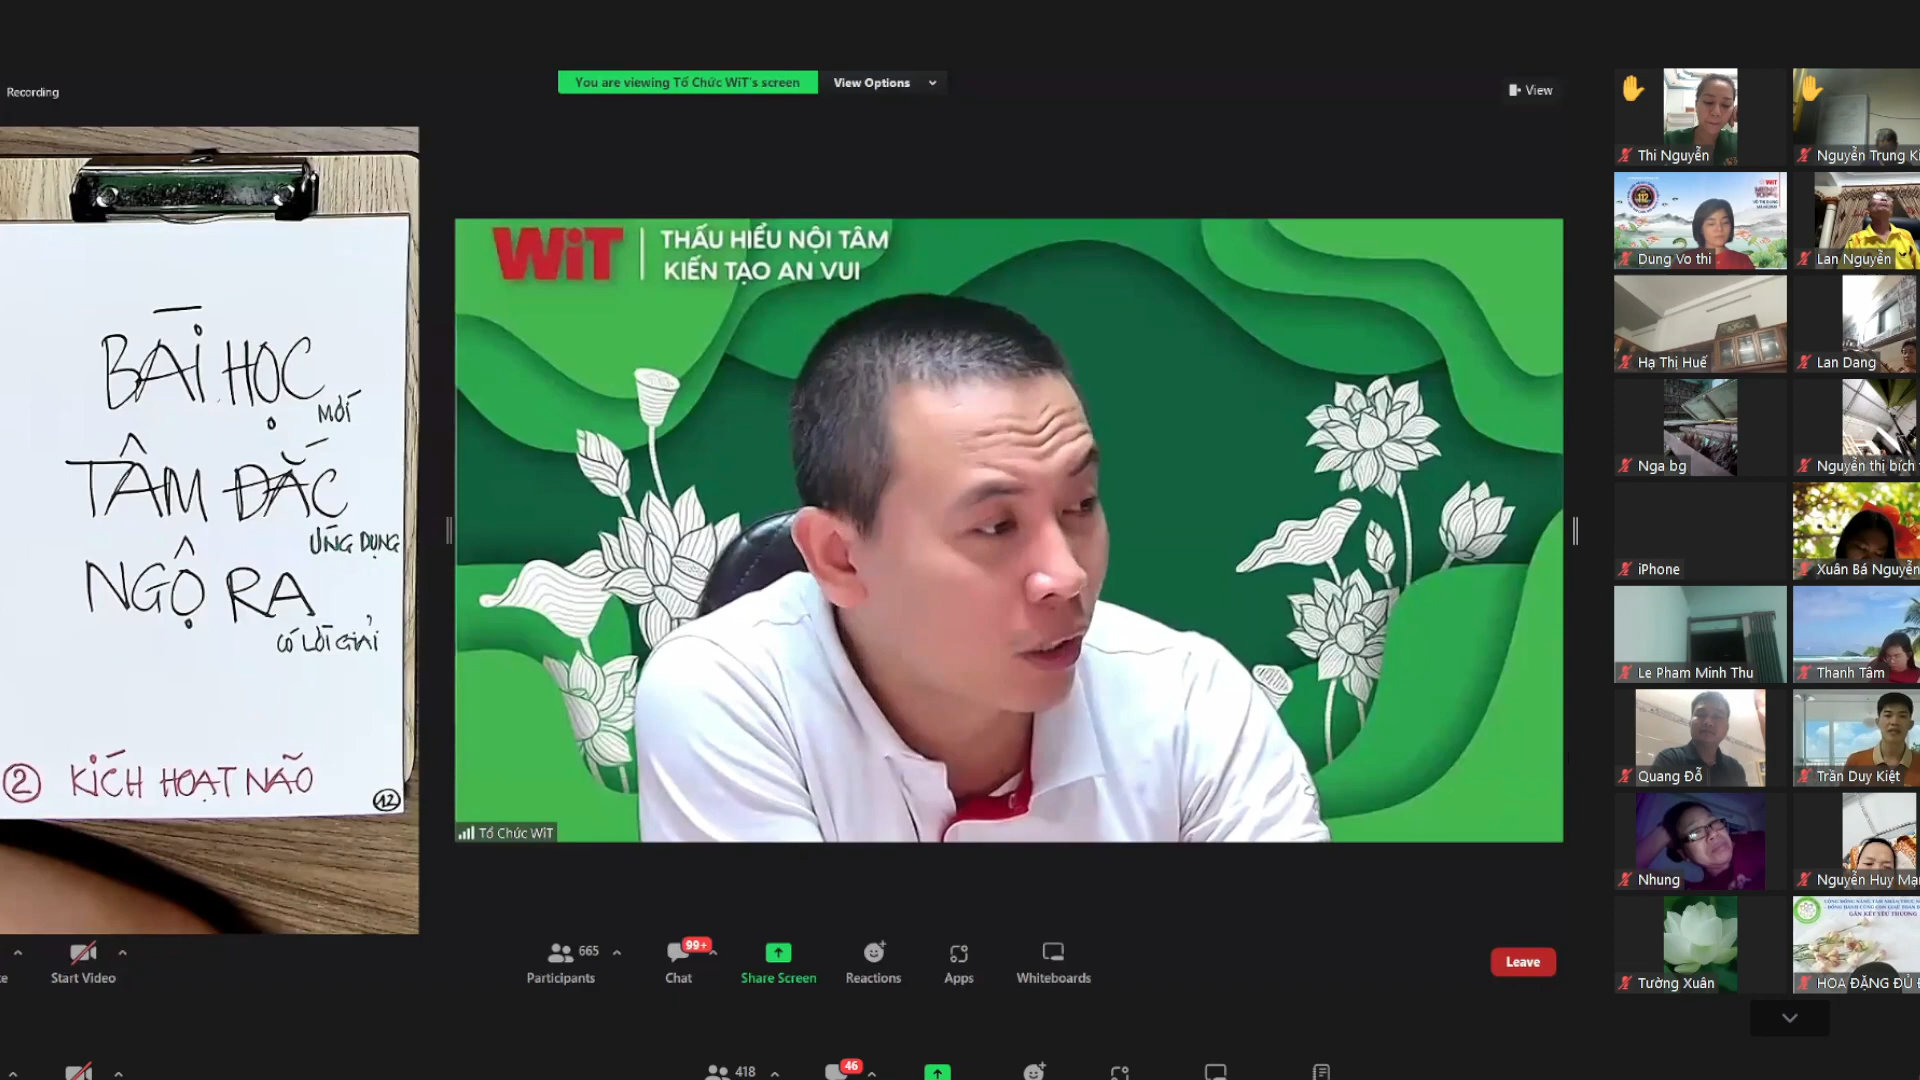 Recording
You are viewing Tổ Chức WiT's screen
View Options
View
BÀI HỌC
MỚI
TÂM ĐẮC
ỨNG DỤNG
NGỘ RA
CÓ LỜI GIẢI
② KÍCH HOẠT NÃO
12
WiT
THẤU HIỂU NỘI TÂM
KIẾN TẠO AN VUI
Tổ Chức WiT
Thi Nguyễn
Nguyễn Trung Ki
Dung Vo thi
Lan Nguyễn
Hạ Thị Huế
Lan Dang
Nga bg
Nguyễn thị bích
iPhone
Xuân Bá Nguyễn
Le Pham Minh Thu
Thanh Tâm
Quang Đỗ
Trần Duy Kiệt
Nhung
Nguyễn Huy Mạ
Tường Xuân
GẮN KẾT YÊU THƯƠNG
HOA ĐẶNG ĐỦ
Start Video
665
Participants
99+
Chat
Share Screen
Reactions
Apps
Whiteboards
Leave
418
46